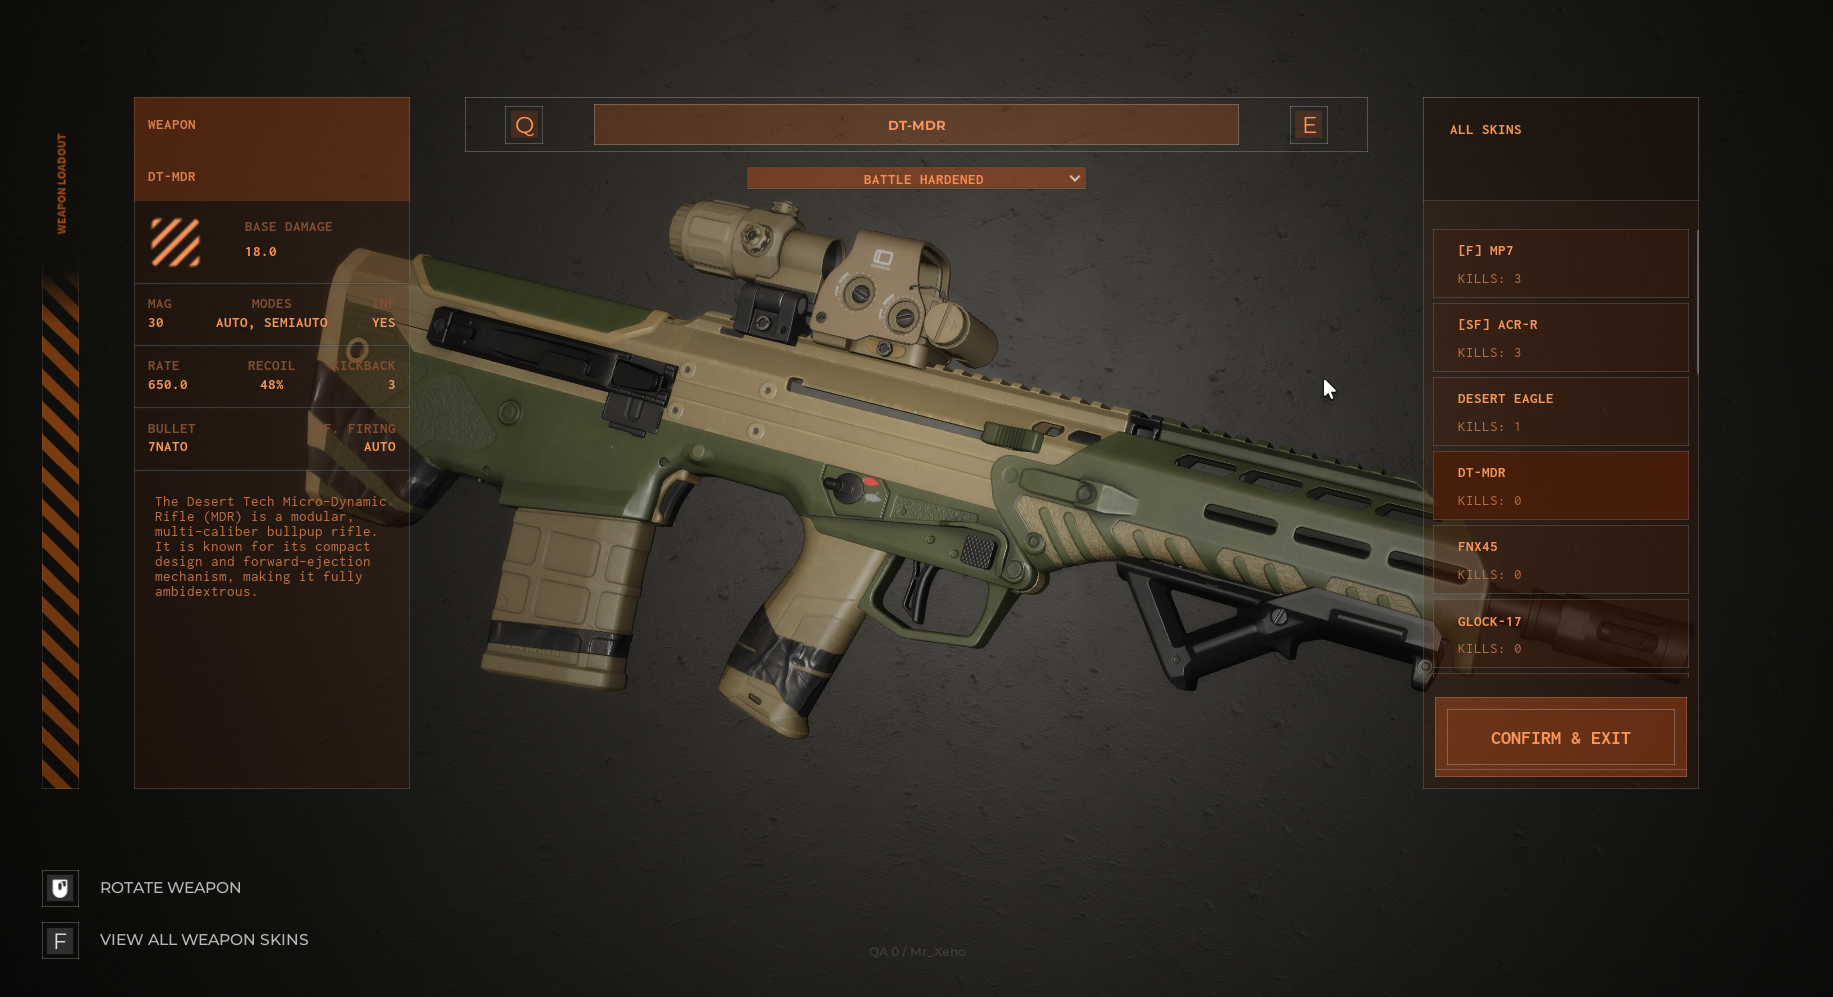 WEAPON LOADOUT
WEAPON
DT-MDR
BASE DAMAGE
18.0
MAG MODES INF
30 AUTO, SEMIAUTO YES
RATE RECOIL KICKBACK
650.0 48% 3
BULLET F. FIRING
7NATO AUTO
The Desert Tech Micro-Dynamic
Rifle (MDR) is a modular,
multi-caliber bullpup rifle.
It is known for its compact
design and forward-ejection
mechanism, making it fully
ambidextrous.
Q DT-MDR E
BATTLE HARDENED
ALL SKINS
[F] MP7
KILLS: 3
[SF] ACR-R
KILLS: 3
DESERT EAGLE
KILLS: 1
DT-MDR
KILLS: 0
FNX45
KILLS: 0
GLOCK-17
KILLS: 0
CONFIRM & EXIT
ROTATE WEAPON
F VIEW ALL WEAPON SKINS
QA 0 / Mr_Xeno